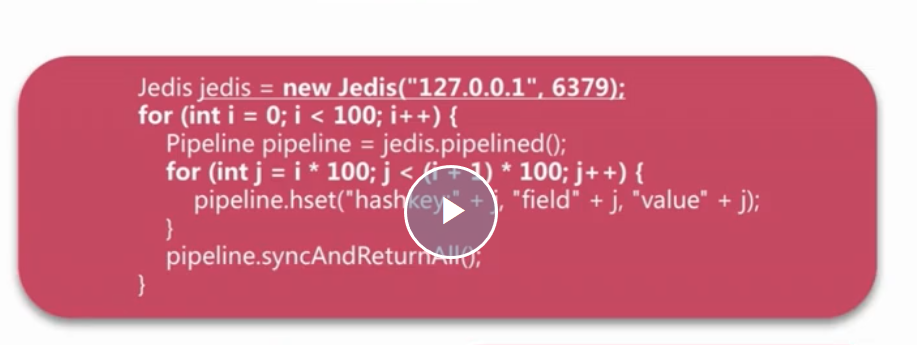 Jedis jedis = new Jedis("127.0.0.1", 6379);
for (int i = 0; i < 100; i++) {
Pipeline pipeline = jedis.pipelined();
for (int j = i * 100; j < (i + 1) * 100; j++) {
pipeline.hset("hashkey:" + j, "field" + j, "value" + j);
}
pipeline.syncAndReturnAll();
}